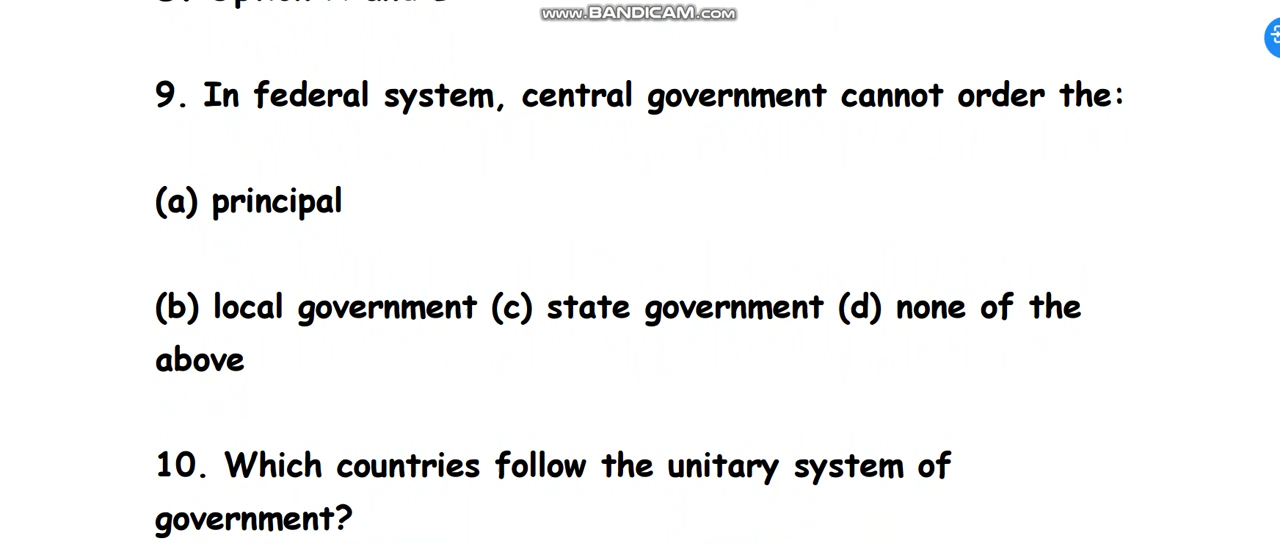 www.BANDICAM.com
9. In federal system, central government cannot order the:
(a) principal
(b) local government (c) state government (d) none of the
above
10. Which countries follow the unitary system of
government?